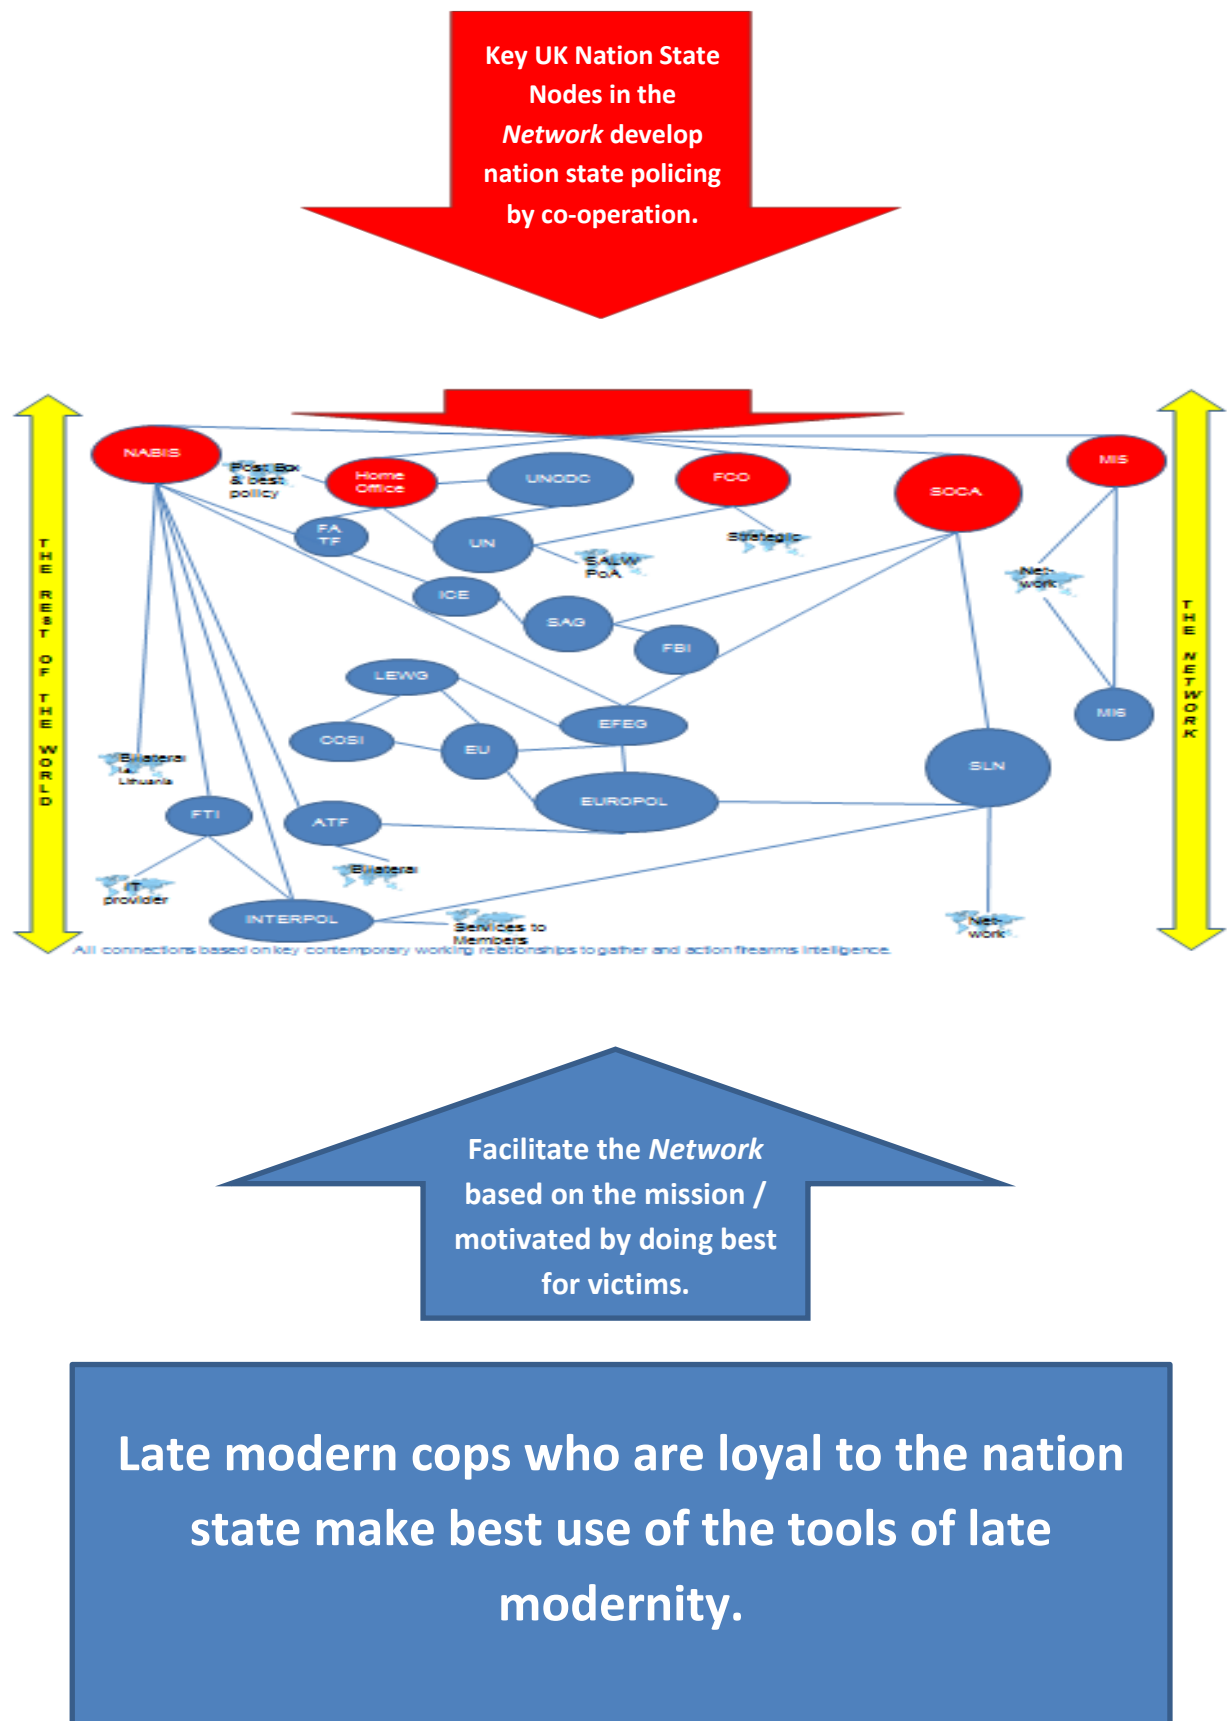 Key UK Nation State
Nodes in the
Network develop
nation state policing
by co-operation.
THE REST OF THE WORLD
THE NETWORK
NABIS
Post Box
& best
policy
Home
Office
UNODC
FCO
SOCA
MI5
FA
TF
UN
SALW
PoA
Strategic
Net-
work
ICE
SAG
FBI
LEWG
EFEG
MI6
COSI
EU
SLN
Bilateral
Lithuania
EUROPOL
FTI
ATF
Bilateral
IT
provider
INTERPOL
Services to
Members
Net-
work
All connections based on key contemporary working relationships to gather and action firearms intelligence.
Facilitate the Network
based on the mission /
motivated by doing best
for victims.
Late modern cops who are loyal to the nation
state make best use of the tools of late
modernity.